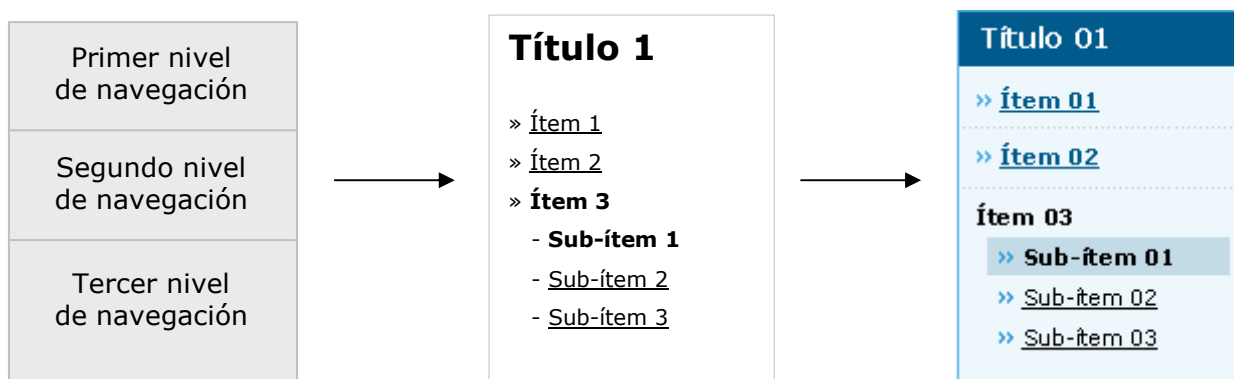 Primer nivel
de navegación
Segundo nivel
de navegación
Tercer nivel
de navegación
Título 1
» Ítem 1
» Ítem 2
» Ítem 3
- Sub-ítem 1
- Sub-ítem 2
- Sub-ítem 3
Título 01
» Ítem 01
» Ítem 02
Ítem 03
» Sub-ítem 01
» Sub-ítem 02
» Sub-ítem 03